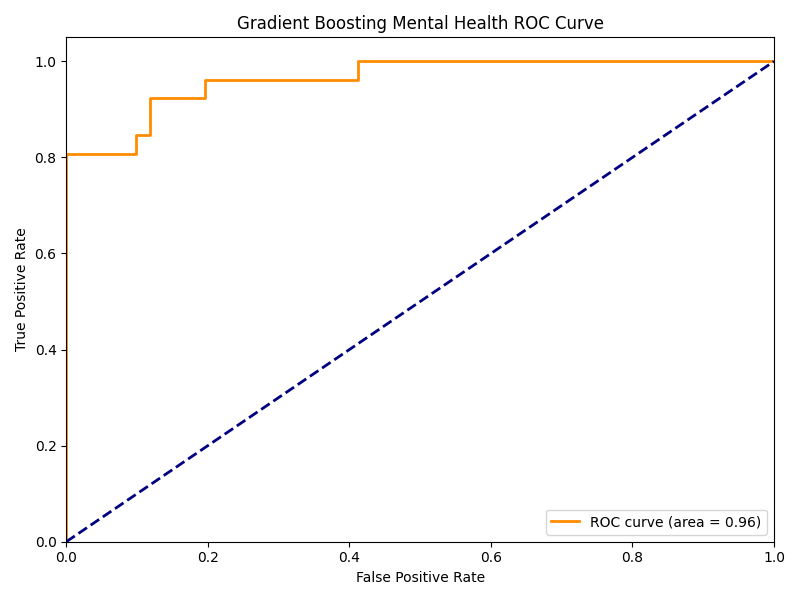 Gradient Boosting Mental Health ROC Curve
True Positive Rate
1.0
0.8
0.6
0.4
0.2
0.0
ROC curve (area = 0.96)
0.0 0.2 0.4 0.6 0.8 1.0
False Positive Rate